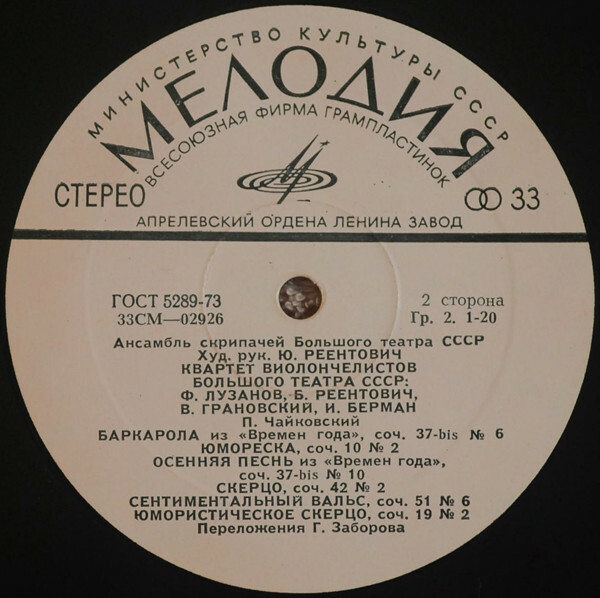 МИНИСТЕРСТВО КУЛЬТУРЫ СССР
МЕЛОДИЯ
ВСЕСОЮЗНАЯ ФИРМА ГРАМПЛАСТИНОК
СТЕРЕО
33
АПРЕЛЕВСКИЙ ОРДЕНА ЛЕНИНА ЗАВОД
ГОСТ 5289-73
2 сторона
33СМ—02926
Гр. 2. 1-20
Ансамбль скрипачей Большого театра СССР
Худ. рук. Ю. РЕЕНТОВИЧ
КВАРТЕТ ВИОЛОНЧЕЛИСТОВ
БОЛЬШОГО ТЕАТРА СССР:
Ф. ЛУЗАНОВ, Б. РЕЕНТОВИЧ,
В. ГРАНОВСКИЙ, И. БЕРМАН
П. Чайковский
БАРКАРОЛА из «Времен года», соч. 37-bis № 6
ЮМОРЕСКА, соч. 10 № 2
ОСЕННЯЯ ПЕСНЬ из «Времен года»,
соч. 37-bis № 10
СКЕРЦО, соч. 42 № 2
СЕНТИМЕНТАЛЬНЫЙ ВАЛЬС, соч. 51 № 6
ЮМОРИСТИЧЕСКОЕ СКЕРЦО, соч. 19 № 2
Переложения Г. Заборова